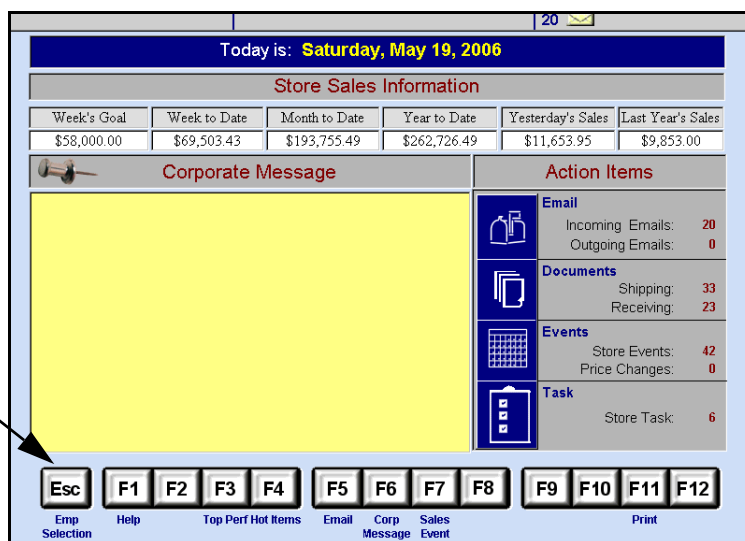 20
Today is: Saturday, May 19, 2006
Store Sales Information
Week's Goal Week to Date Month to Date Year to Date Yesterday's Sales Last Year's Sales
$58,000.00 $69,503.43 $193,755.49 $262,726.49 $11,653.95 $9,853.00
Corporate Message
Action Items
Email
Incoming Emails: 20
Outgoing Emails: 0
Documents
Shipping: 33
Receiving: 23
Events
Store Events: 42
Price Changes: 0
Task
Store Task: 6
Esc F1 F2 F3 F4 F5 F6 F7 F8 F9 F10 F11 F12
Emp Help Top Perf Hot Items Email Corp Sales Print
Selection Message Event